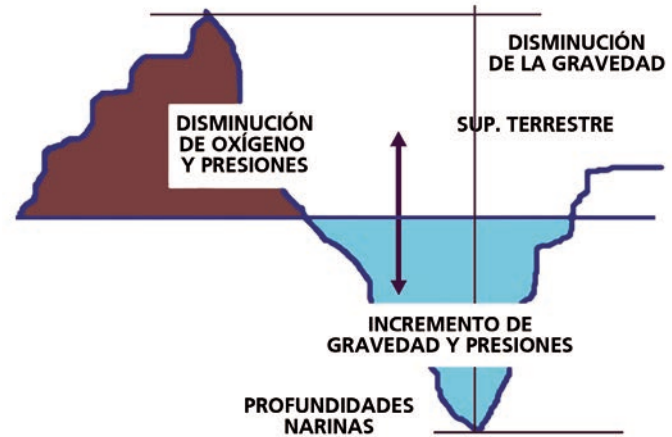 DISMINUCIÓN
DE LA GRAVEDAD
DISMINUCIÓN
DE OXÍGENO
Y PRESIONES
SUP. TERRESTRE
INCREMENTO DE
GRAVEDAD Y PRESIONES
PROFUNDIDADES
NARINAS